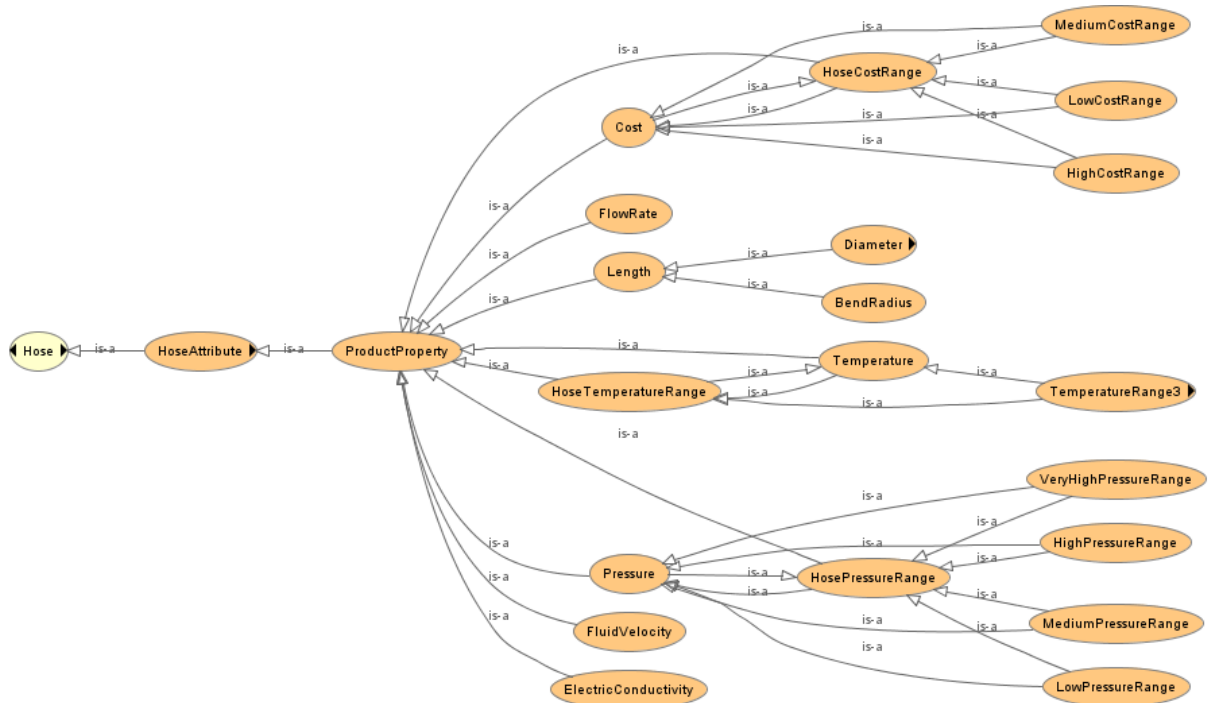 is-a
MediumCostRange
is-a
is-a
HoseCostRange
is-a
LowCostRange
is-a
is-a
is-a
is-a
Cost
is-a
HighCostRange
is-a
FlowRate
is-a
Diameter
is-a
Length
is-a
is-a
BendRadius
Hose
is-a
HoseAttribute
is-a
ProductProperty
is-a
Temperature
is-a
is-a
is-a
HoseTemperatureRange
is-a
is-a
TemperatureRange3
is-a
VeryHighPressureRange
is-a
is-a
is-a
is-a
HighPressureRange
is-a
Pressure
is-a
HosePressureRange
is-a
is-a
is-a
MediumPressureRange
is-a
FluidVelocity
is-a
is-a
ElectricConductivity
LowPressureRange